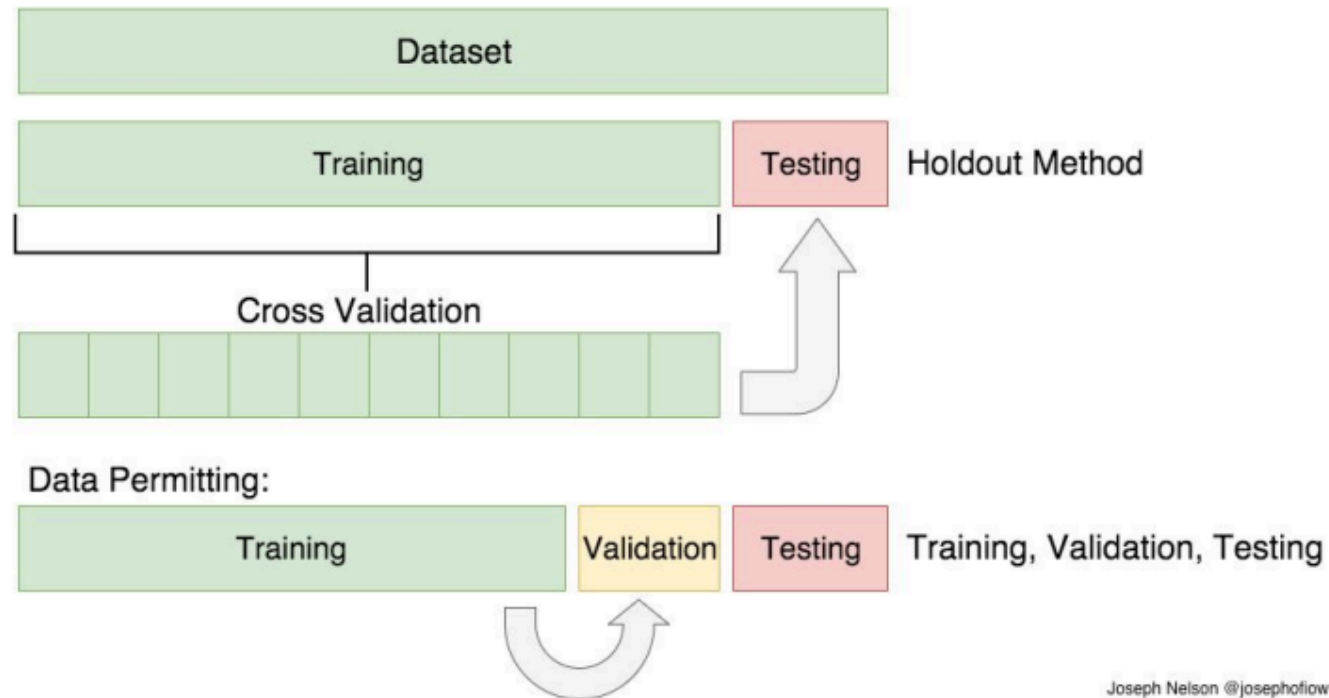 Dataset
Training
Testing
Holdout Method
Cross Validation
Data Permitting:
Training
Validation
Testing
Training, Validation, Testing
Joseph Nelson @josephofiow